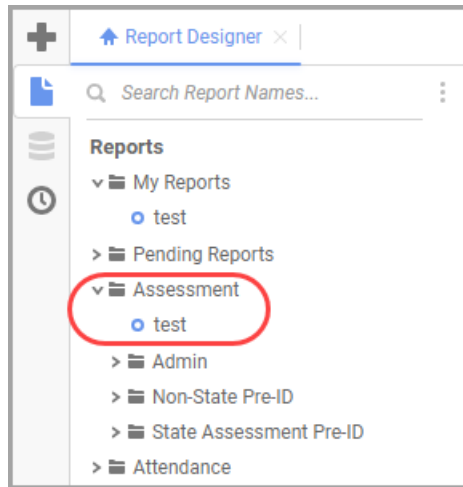 Report Designer
Search Report Names...
Reports
My Reports
test
Pending Reports
Assessment
test
Admin
Non-State Pre-ID
State Assessment Pre-ID
Attendance